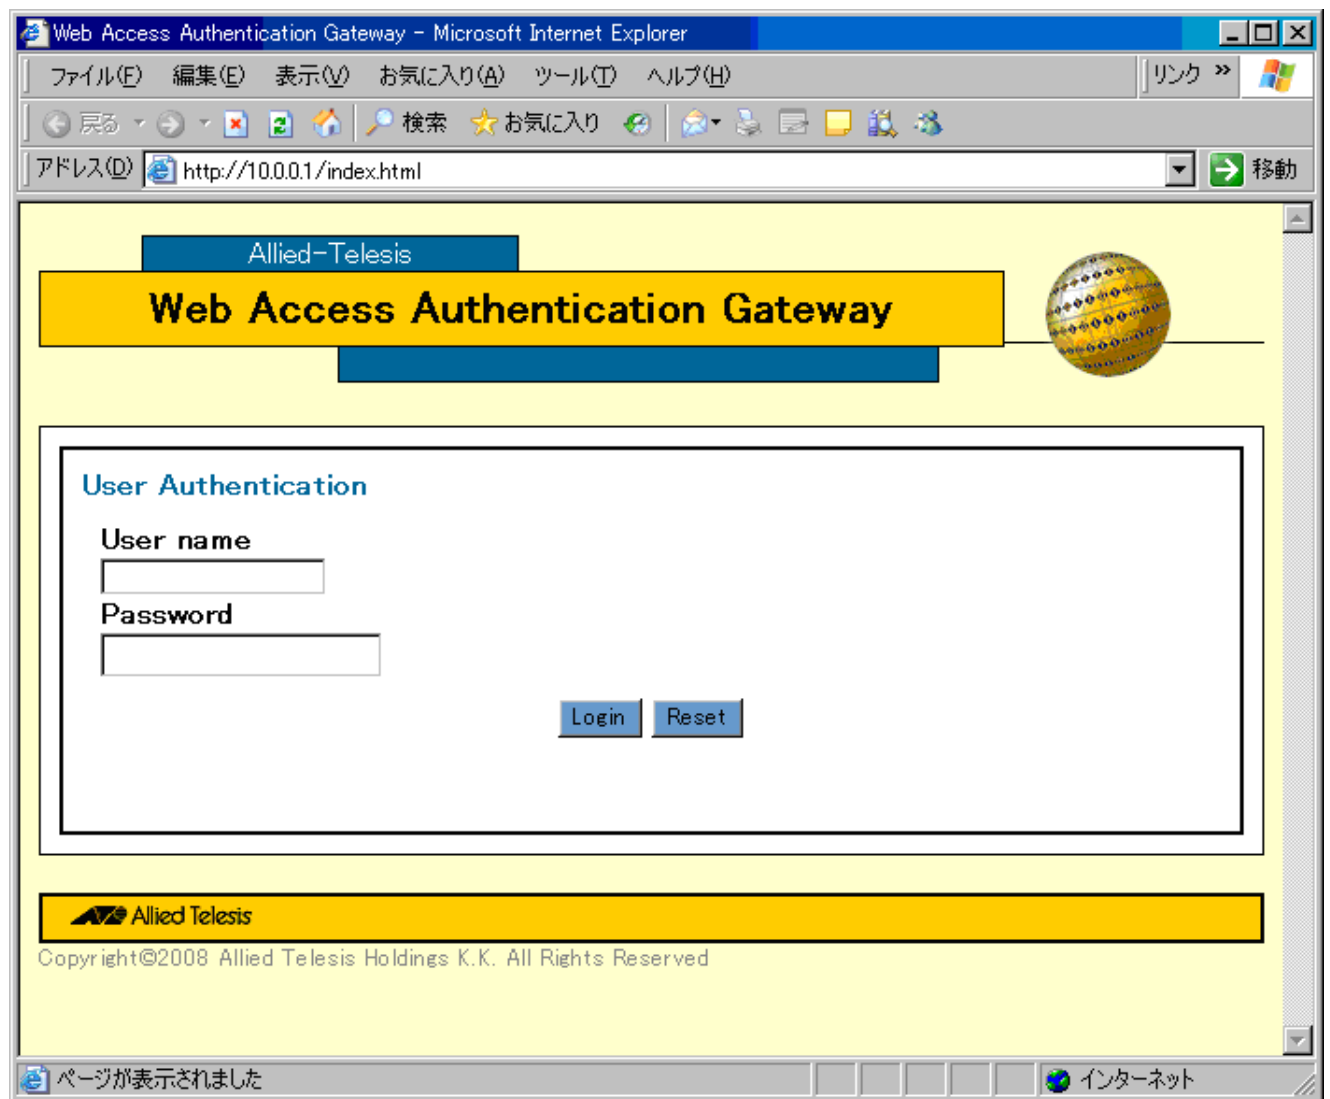 Web Access Authentication Gateway - Microsoft Internet Explorer
ファイル(F) 編集(E) 表示(V) お気に入り(A) ツール(T) ヘルプ(H) リンク »
戻る 検索 お気に入り
アドレス(D) http://10.0.0.1/index.html 移動
Allied-Telesis
Web Access Authentication Gateway
User Authentication
User name
Password
Login Reset
Allied Telesis
Copyright©2008 Allied Telesis Holdings K.K. All Rights Reserved
ページが表示されました インターネット